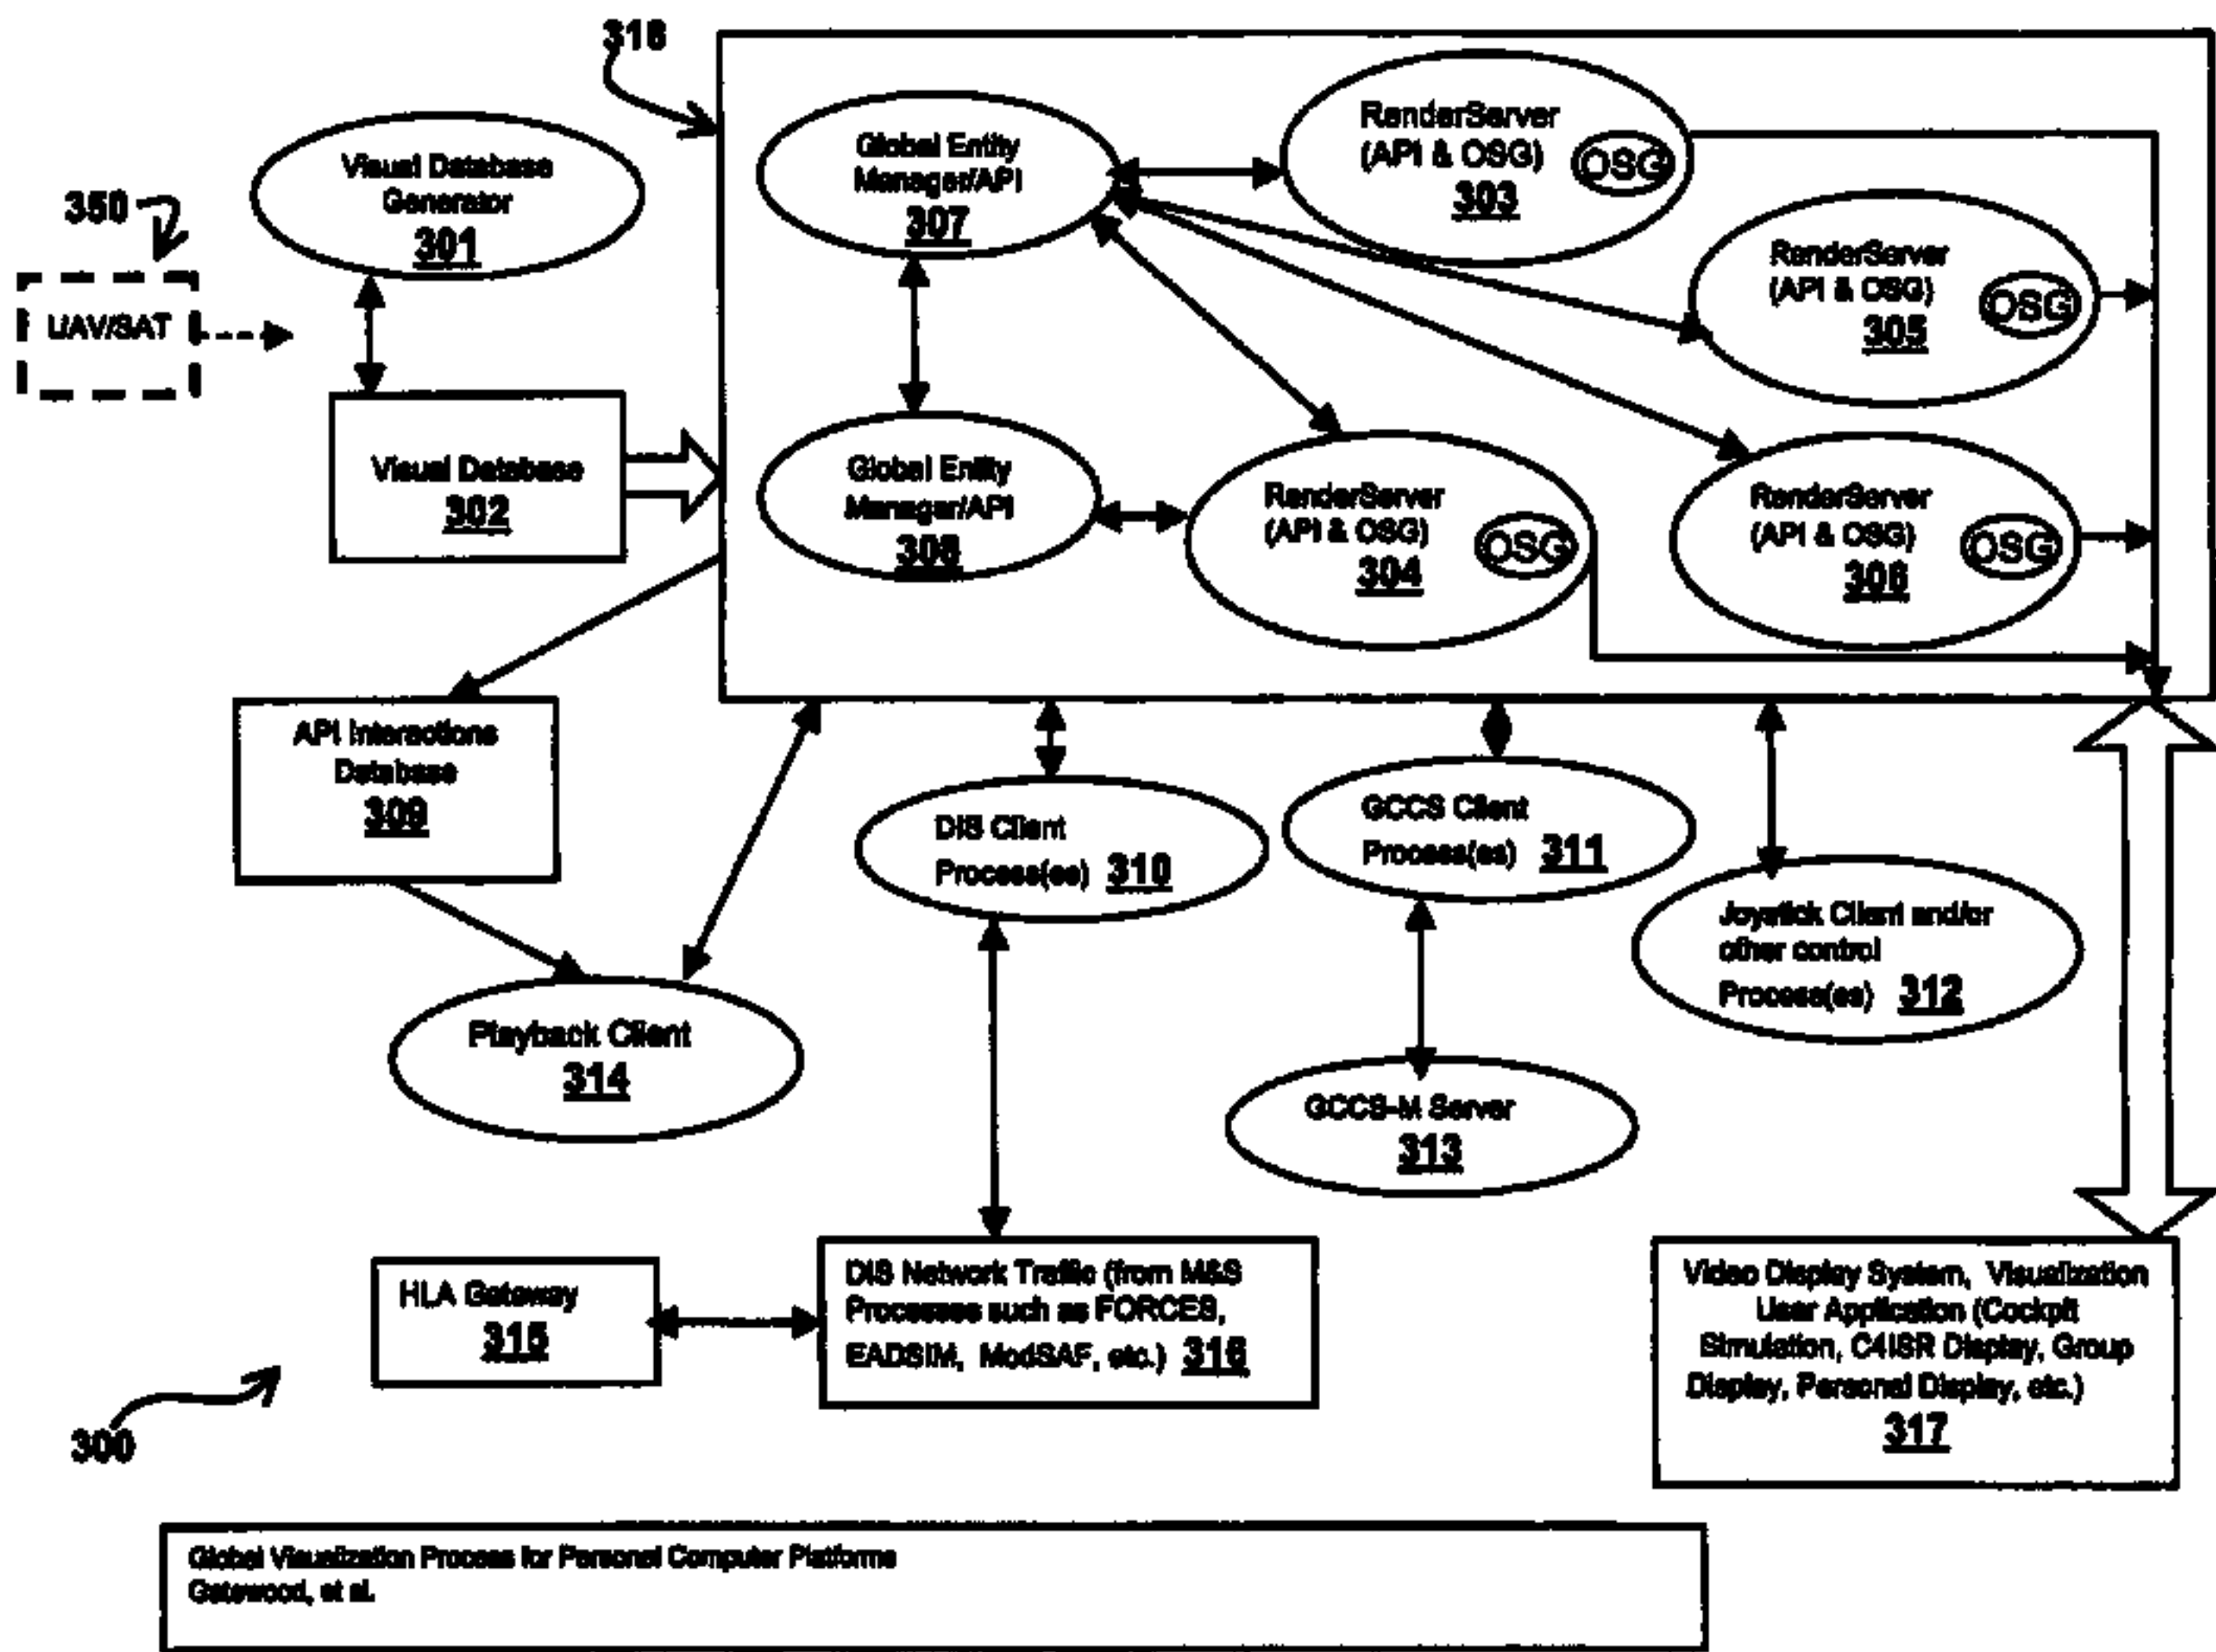 318
350
UAV/SAT
Visual Database
Generator
301
Visual Database
302
Global Entity
Manager/API
307
RenderServer
(API & OSG)
303
OSG
RenderServer
(API & OSG)
305
OSG
Global Entity
Manager/API
308
RenderServer
(API & OSG)
304
OSG
RenderServer
(API & OSG)
306
OSG
API Interactions
Database
309
DIS Client
Process(es) 310
GCCS Client
Process(es) 311
Joystick Client and/or
other control
Process(es) 312
Playback Client
314
GCCS-M Server
313
HLA Gateway
315
DIS Network Traffic (from M&S
Processes such as FORCES,
EADSIM, ModSAF, etc.) 316
Video Display System, Visualization
User Application (Cockpit
Simulation, C4ISR Display, Group
Display, Personal Display, etc.)
317
300
Global Visualization Process for Personal Computer Platforms
Gatewood, et al.